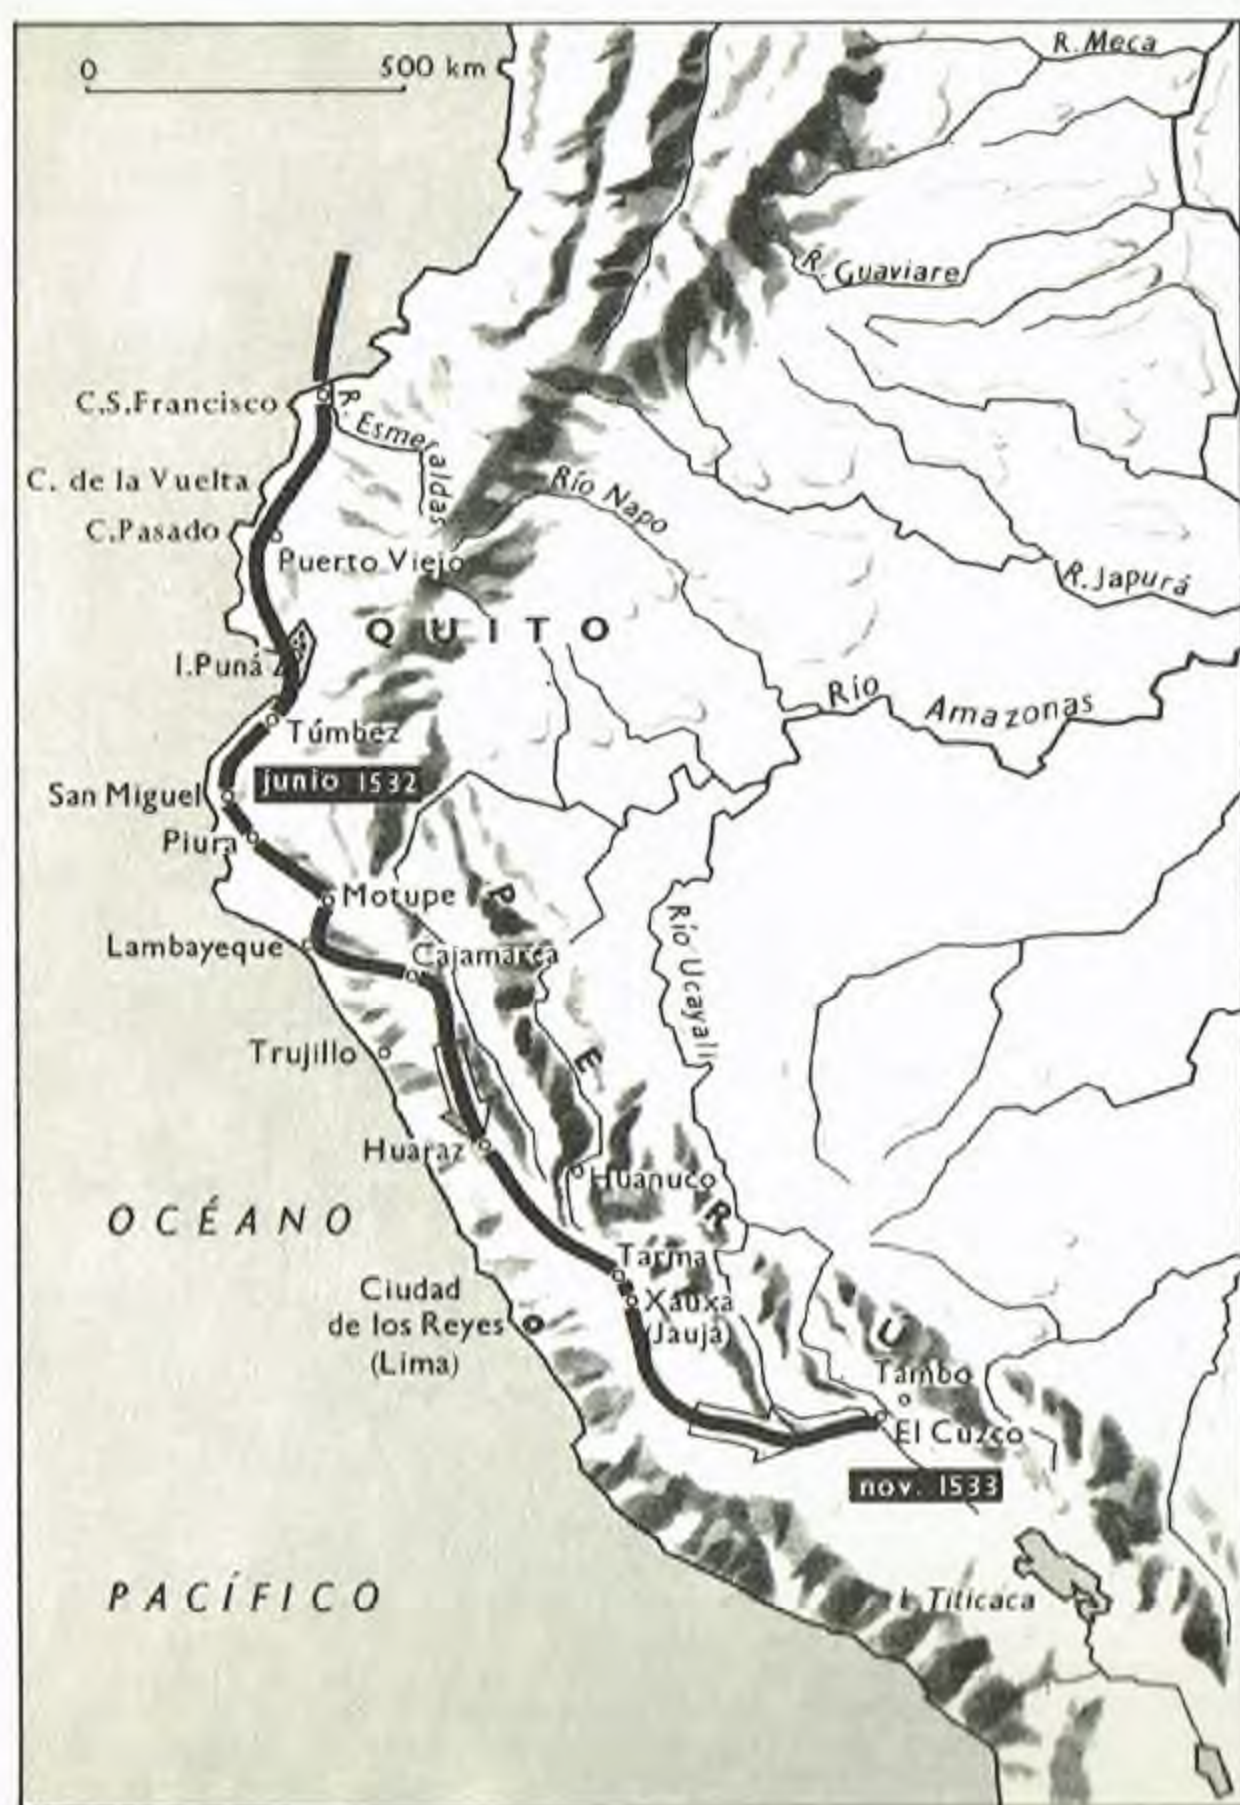 0 500 km
R. Meca
R. Guaviare
C.S.Francisco
R. Esmeraldas
C. de la Vuelta
Río Napo
C.Pasado
Puerto Viejo
R. Japurá
QUITO
I.Puná
Río Amazonas
Túmbez
junio 1532
San Miguel
Piura
Motupe
PERÚ
Río Ucayali
Lambayeque
Cajamarca
Trujillo
Huaraz
Huanuco
OCÉANO
Tarma
Ciudad
de los Reyes
(Lima)
Xauxa
(Jauja)
Tambo
El Cuzco
nov. 1533
PACÍFICO
L. Titicaca